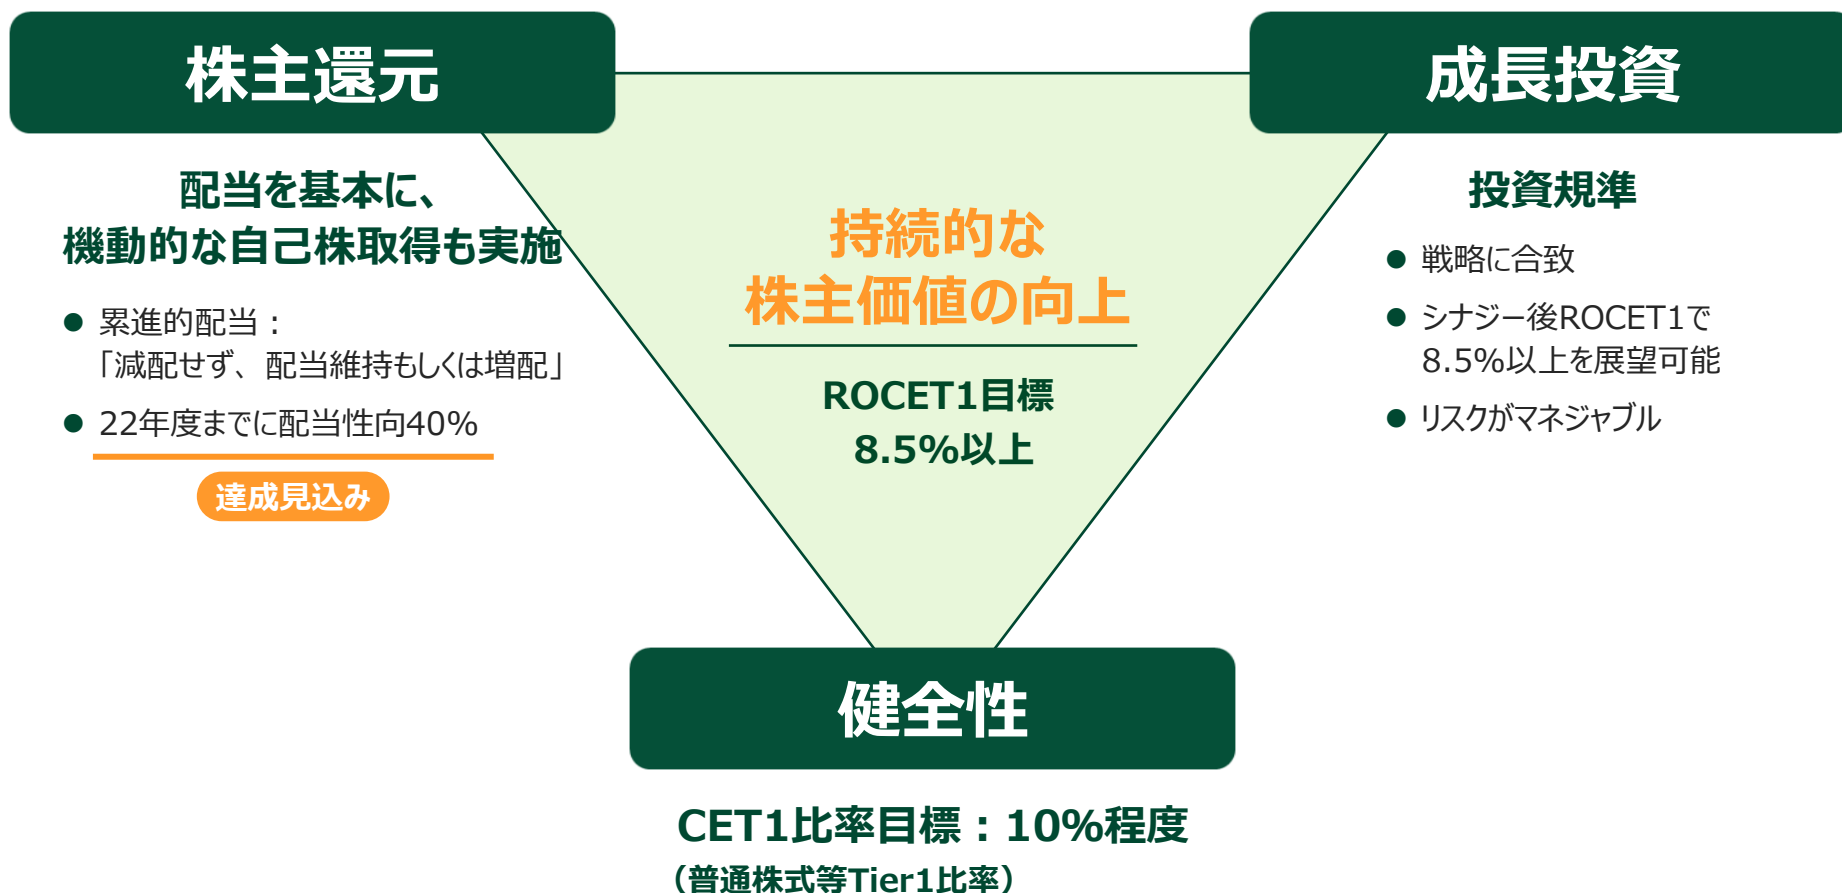 株主還元
配当を基本に、
機動的な自己株取得も実施
● 累進的配当：
「減配せず、配当維持もしくは増配」
● 22年度までに配当性向40%
達成見込み
持続的な
株主価値の向上
ROCET1目標
8.5%以上
成長投資
投資規準
● 戦略に合致
● シナジー後ROCET1で
8.5%以上を展望可能
● リスクがマネジャブル
健全性
CET1比率目標：10%程度
（普通株式等Tier1比率）